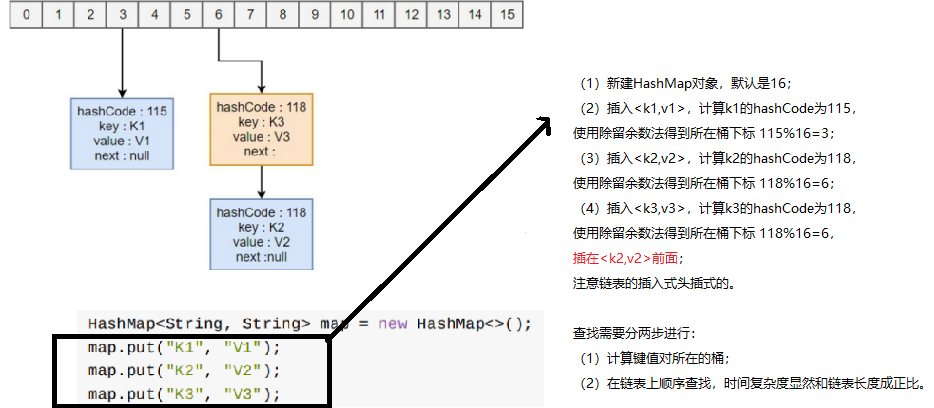 0 1 2 3 4 5 6 7 8 9 10 11 12 13 14 15
hashCode : 115
key : K1
value : V1
next : null
hashCode : 118
key : K3
value : V3
next :
hashCode : 118
key : K2
value : V2
next :null
HashMap<String, String> map = new HashMap<>();
map.put("K1", "V1");
map.put("K2", "V2");
map.put("K3", "V3");
（1）新建HashMap对象，默认是16；
（2）插入<k1,v1>，计算k1的hashCode为115，
使用除留余数法得到所在桶下标 115%16=3；
（3）插入<k2,v2>，计算k2的hashCode为118，
使用除留余数法得到所在桶下标 118%16=6；
（4）插入<k3,v3>，计算k3的hashCode为118，
使用除留余数法得到所在桶下标 118%16=6，
插在<k2,v2>前面；
注意链表的插入式头插式的。
查找需要分两步进行：
（1）计算键值对所在的桶；
（2）在链表上顺序查找，时间复杂度显然和链表长度成正比。